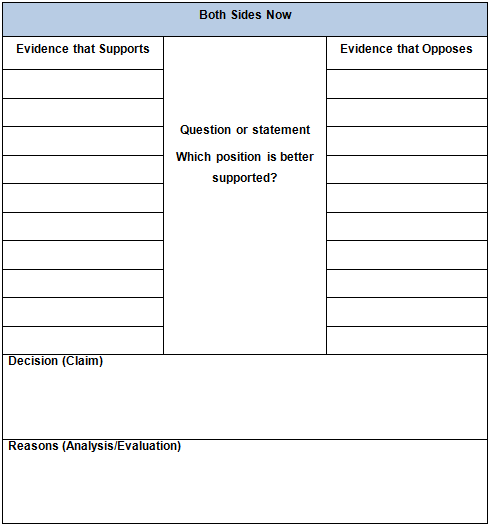 Both Sides Now
Evidence that Supports
Evidence that Opposes
Question or statement
Which position is better
supported?
Decision (Claim)
Reasons (Analysis/Evaluation)